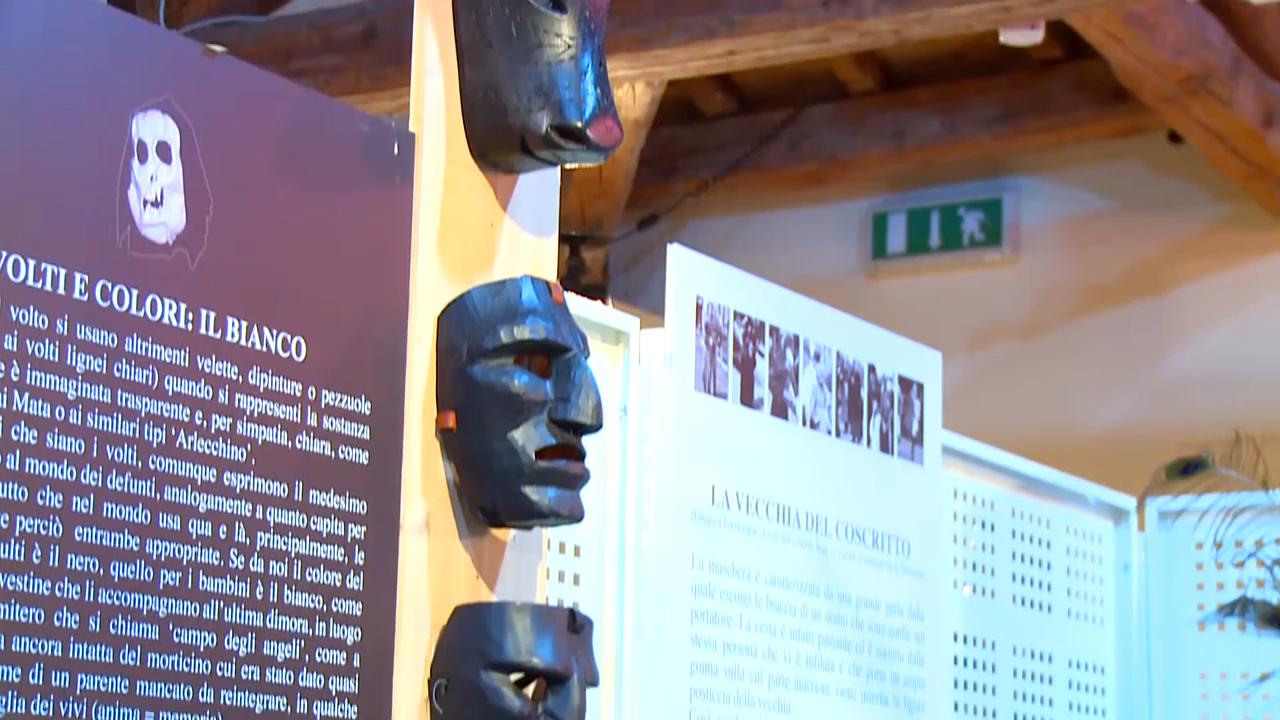 VOLTI E COLORI: IL BIANCO
volto si usano altrimenti velette, dipinture o pezzuole
ai volti lignei chiari) quando si rappresenti la sostanza
e è immaginata trasparente e, per simpatia, chiara, come
Mata o ai similari tipi ‘Arlecchino’.
che siano i volti, comunque esprimono il medesimo
al mondo dei defunti, analogamente a quanto capita per
utto che nel mondo usa qua e là, principalmente, le
e perciò entrambe appropriate. Se da noi il colore del
ulti è il nero, quello per i bambini è il bianco, come
vestine che li accompagnano all’ultima dimora, in luogo
mitero che si chiama ‘campo degli angeli’, come a
a ancora intatta del morticino cui era stato dato quasi
me di un parente mancato da reintegrare, in qualche
glia dei vivi (anima = memoria)
LA VECCHIA DEL COSCRITTO
La maschera è caratterizzata da una grande gerla dalla
quale escono le braccia di un uomo che sono quelle del
portatore. La cesta è infatti passante ed è
stessa persona che vi è infilata e che porta un'ampia
gonna sulla cui parte anteriore viene inserita la figura
posticcia della vecchia.